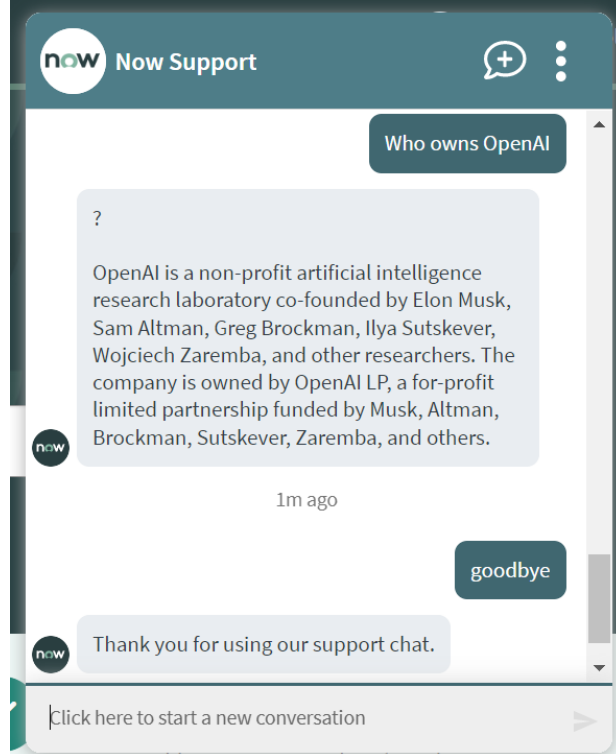 now Now Support
Who owns OpenAI
?
OpenAI is a non-profit artificial intelligence
research laboratory co-founded by Elon Musk,
Sam Altman, Greg Brockman, Ilya Sutskever,
Wojciech Zaremba, and other researchers. The
company is owned by OpenAI LP, a for-profit
limited partnership funded by Musk, Altman,
Brockman, Sutskever, Zaremba, and others.
now
1m ago
goodbye
Thank you for using our support chat.
now
Click here to start a new conversation